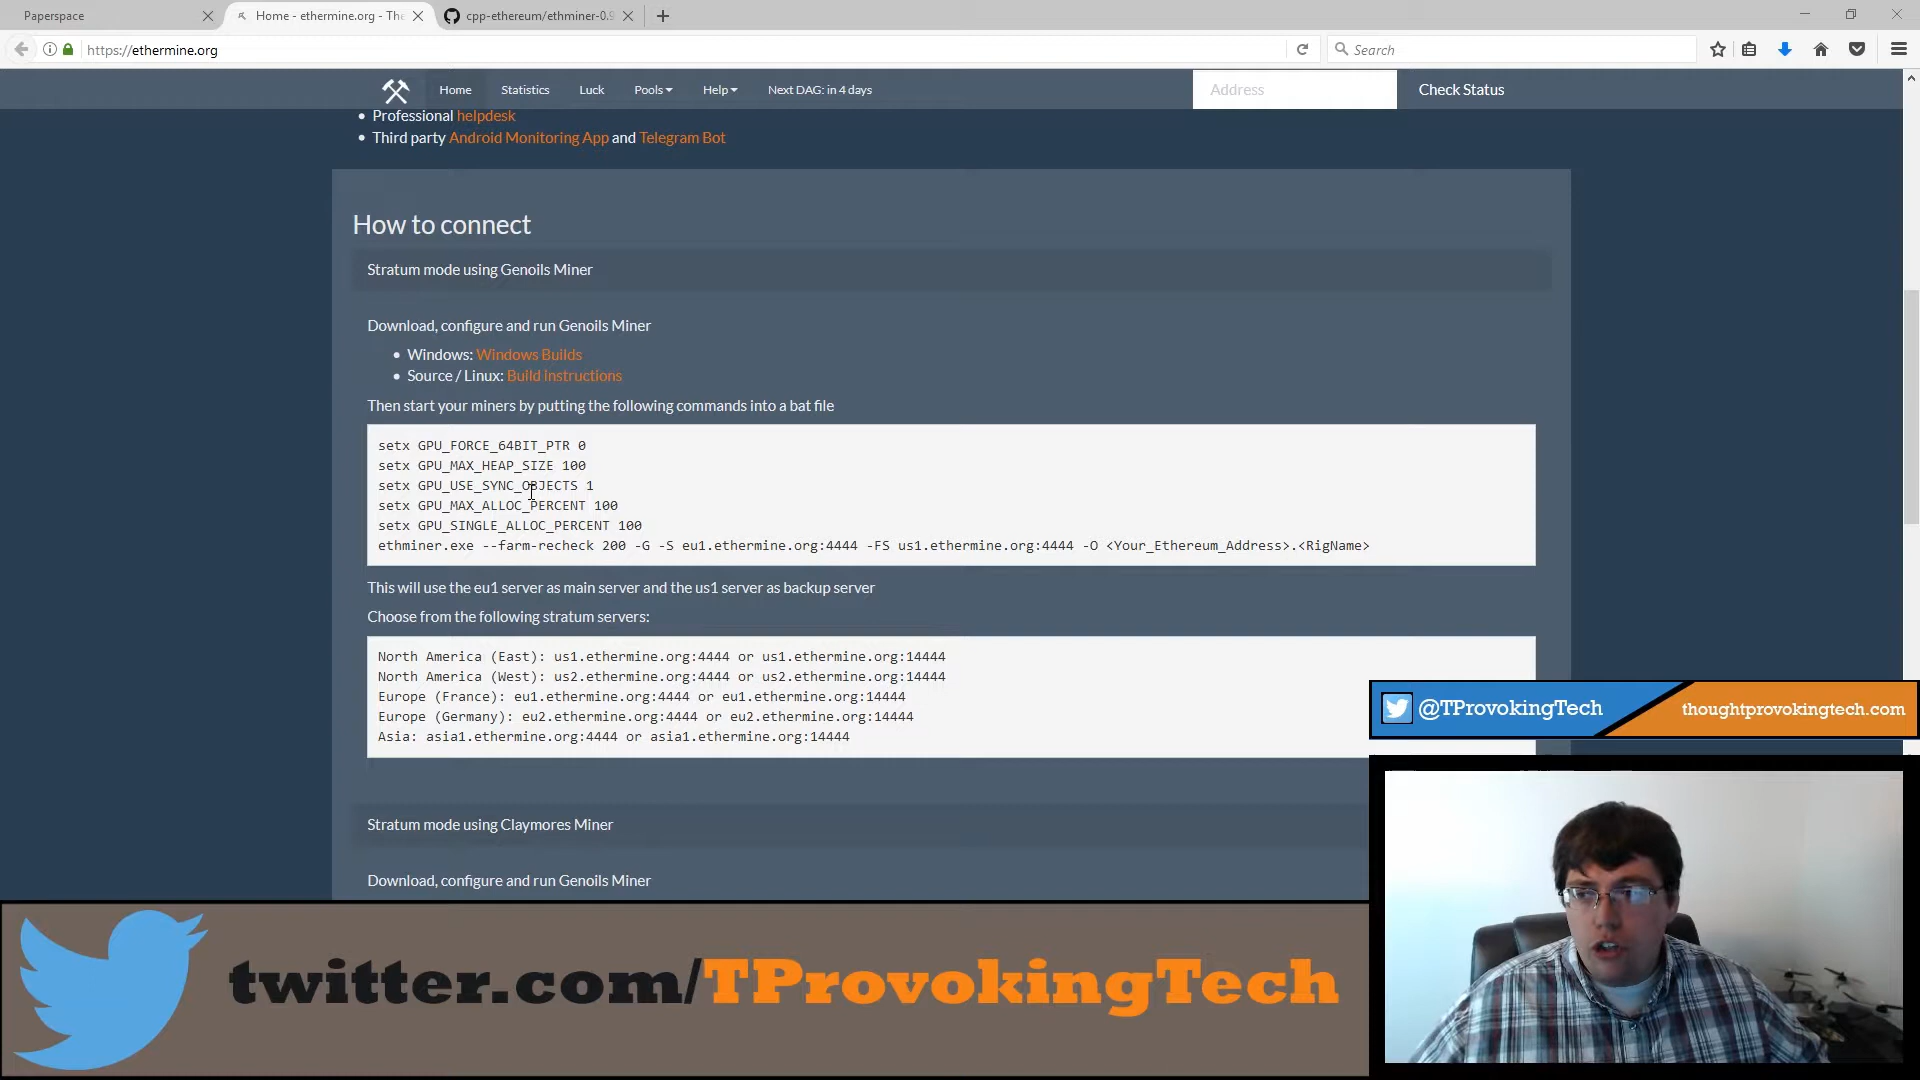 Paperspace
Home - ethermine.org - The
cpp-ethereum/ethminer-0.9
https://ethermine.org
Search
Home
Statistics
Luck
Pools
Help
Next DAG: in 4 days
Address
Check Status
Professional helpdesk
Third party Android Monitoring App and Telegram Bot
How to connect
Stratum mode using Genoils Miner
Download, configure and run Genoils Miner
Windows: Windows Builds
Source / Linux: Build instructions
Then start your miners by putting the following commands into a bat file
setx GPU_FORCE_64BIT_PTR 0
setx GPU_MAX_HEAP_SIZE 100
setx GPU_USE_SYNC_OBJECTS 1
setx GPU_MAX_ALLOC_PERCENT 100
setx GPU_SINGLE_ALLOC_PERCENT 100
ethminer.exe --farm-recheck 200 -G -S eu1.ethermine.org:4444 -FS us1.ethermine.org:4444 -O <Your_Ethereum_Address>.<RigName>
This will use the eu1 server as main server and the us1 server as backup server
Choose from the following stratum servers:
North America (East): us1.ethermine.org:4444 or us1.ethermine.org:14444
North America (West): us2.ethermine.org:4444 or us2.ethermine.org:14444
Europe (France): eu1.ethermine.org:4444 or eu1.ethermine.org:14444
Europe (Germany): eu2.ethermine.org:4444 or eu2.ethermine.org:14444
Asia: asia1.ethermine.org:4444 or asia1.ethermine.org:14444
@TProvokingTech
thoughtprovokingtech.com
Stratum mode using Claymores Miner
Download, configure and run Genoils Miner
twitter.com/TProvokingTech